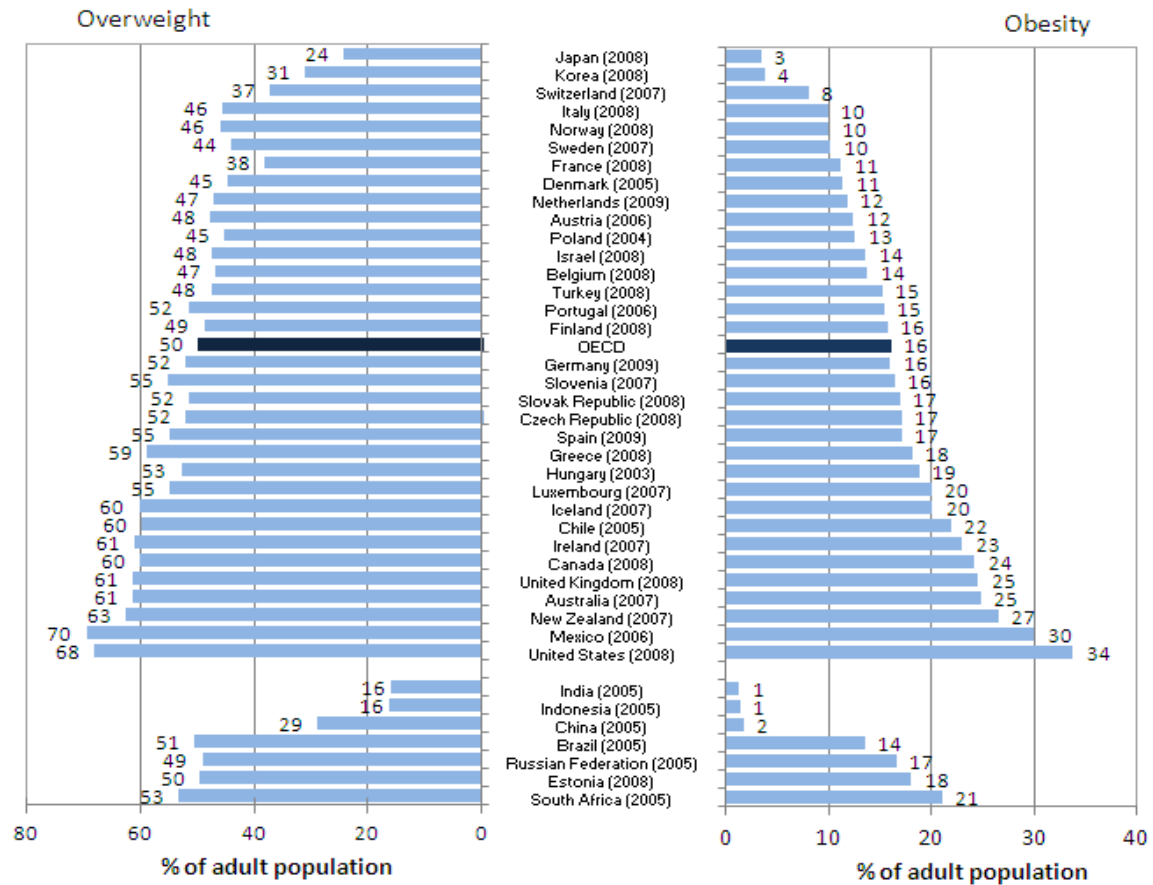 Overweight Obesity
24 Japan (2008) 3
31 Korea (2008) 4
37 Switzerland (2007) 8
46 Italy (2008) 10
46 Norway (2008) 10
44 Sweden (2007) 10
38 France (2008) 11
45 Denmark (2005) 11
47 Netherlands (2009) 12
48 Austria (2006) 12
45 Poland (2004) 13
48 Israel (2008) 14
47 Belgium (2008) 14
48 Turkey (2008) 15
52 Portugal (2006) 15
49 Finland (2008) 16
50 OECD 16
52 Germany (2009) 16
55 Slovenia (2007) 16
52 Slovak Republic (2008) 17
52 Czech Republic (2008) 17
55 Spain (2009) 17
59 Greece (2008) 18
53 Hungary (2003) 19
55 Luxembourg (2007) 20
60 Iceland (2007) 20
60 Chile (2005) 22
61 Ireland (2007) 23
60 Canada (2008) 24
61 United Kingdom (2008) 25
61 Australia (2007) 25
63 New Zealand (2007) 27
70 Mexico (2006) 30
68 United States (2008) 34
16 India (2005) 1
16 Indonesia (2005) 1
29 China (2005) 2
51 Brazil (2005) 14
49 Russian Federation (2005) 17
50 Estonia (2008) 18
53 South Africa (2005) 21
80 60 40 20 0 0 10 20 30 40
% of adult population % of adult population